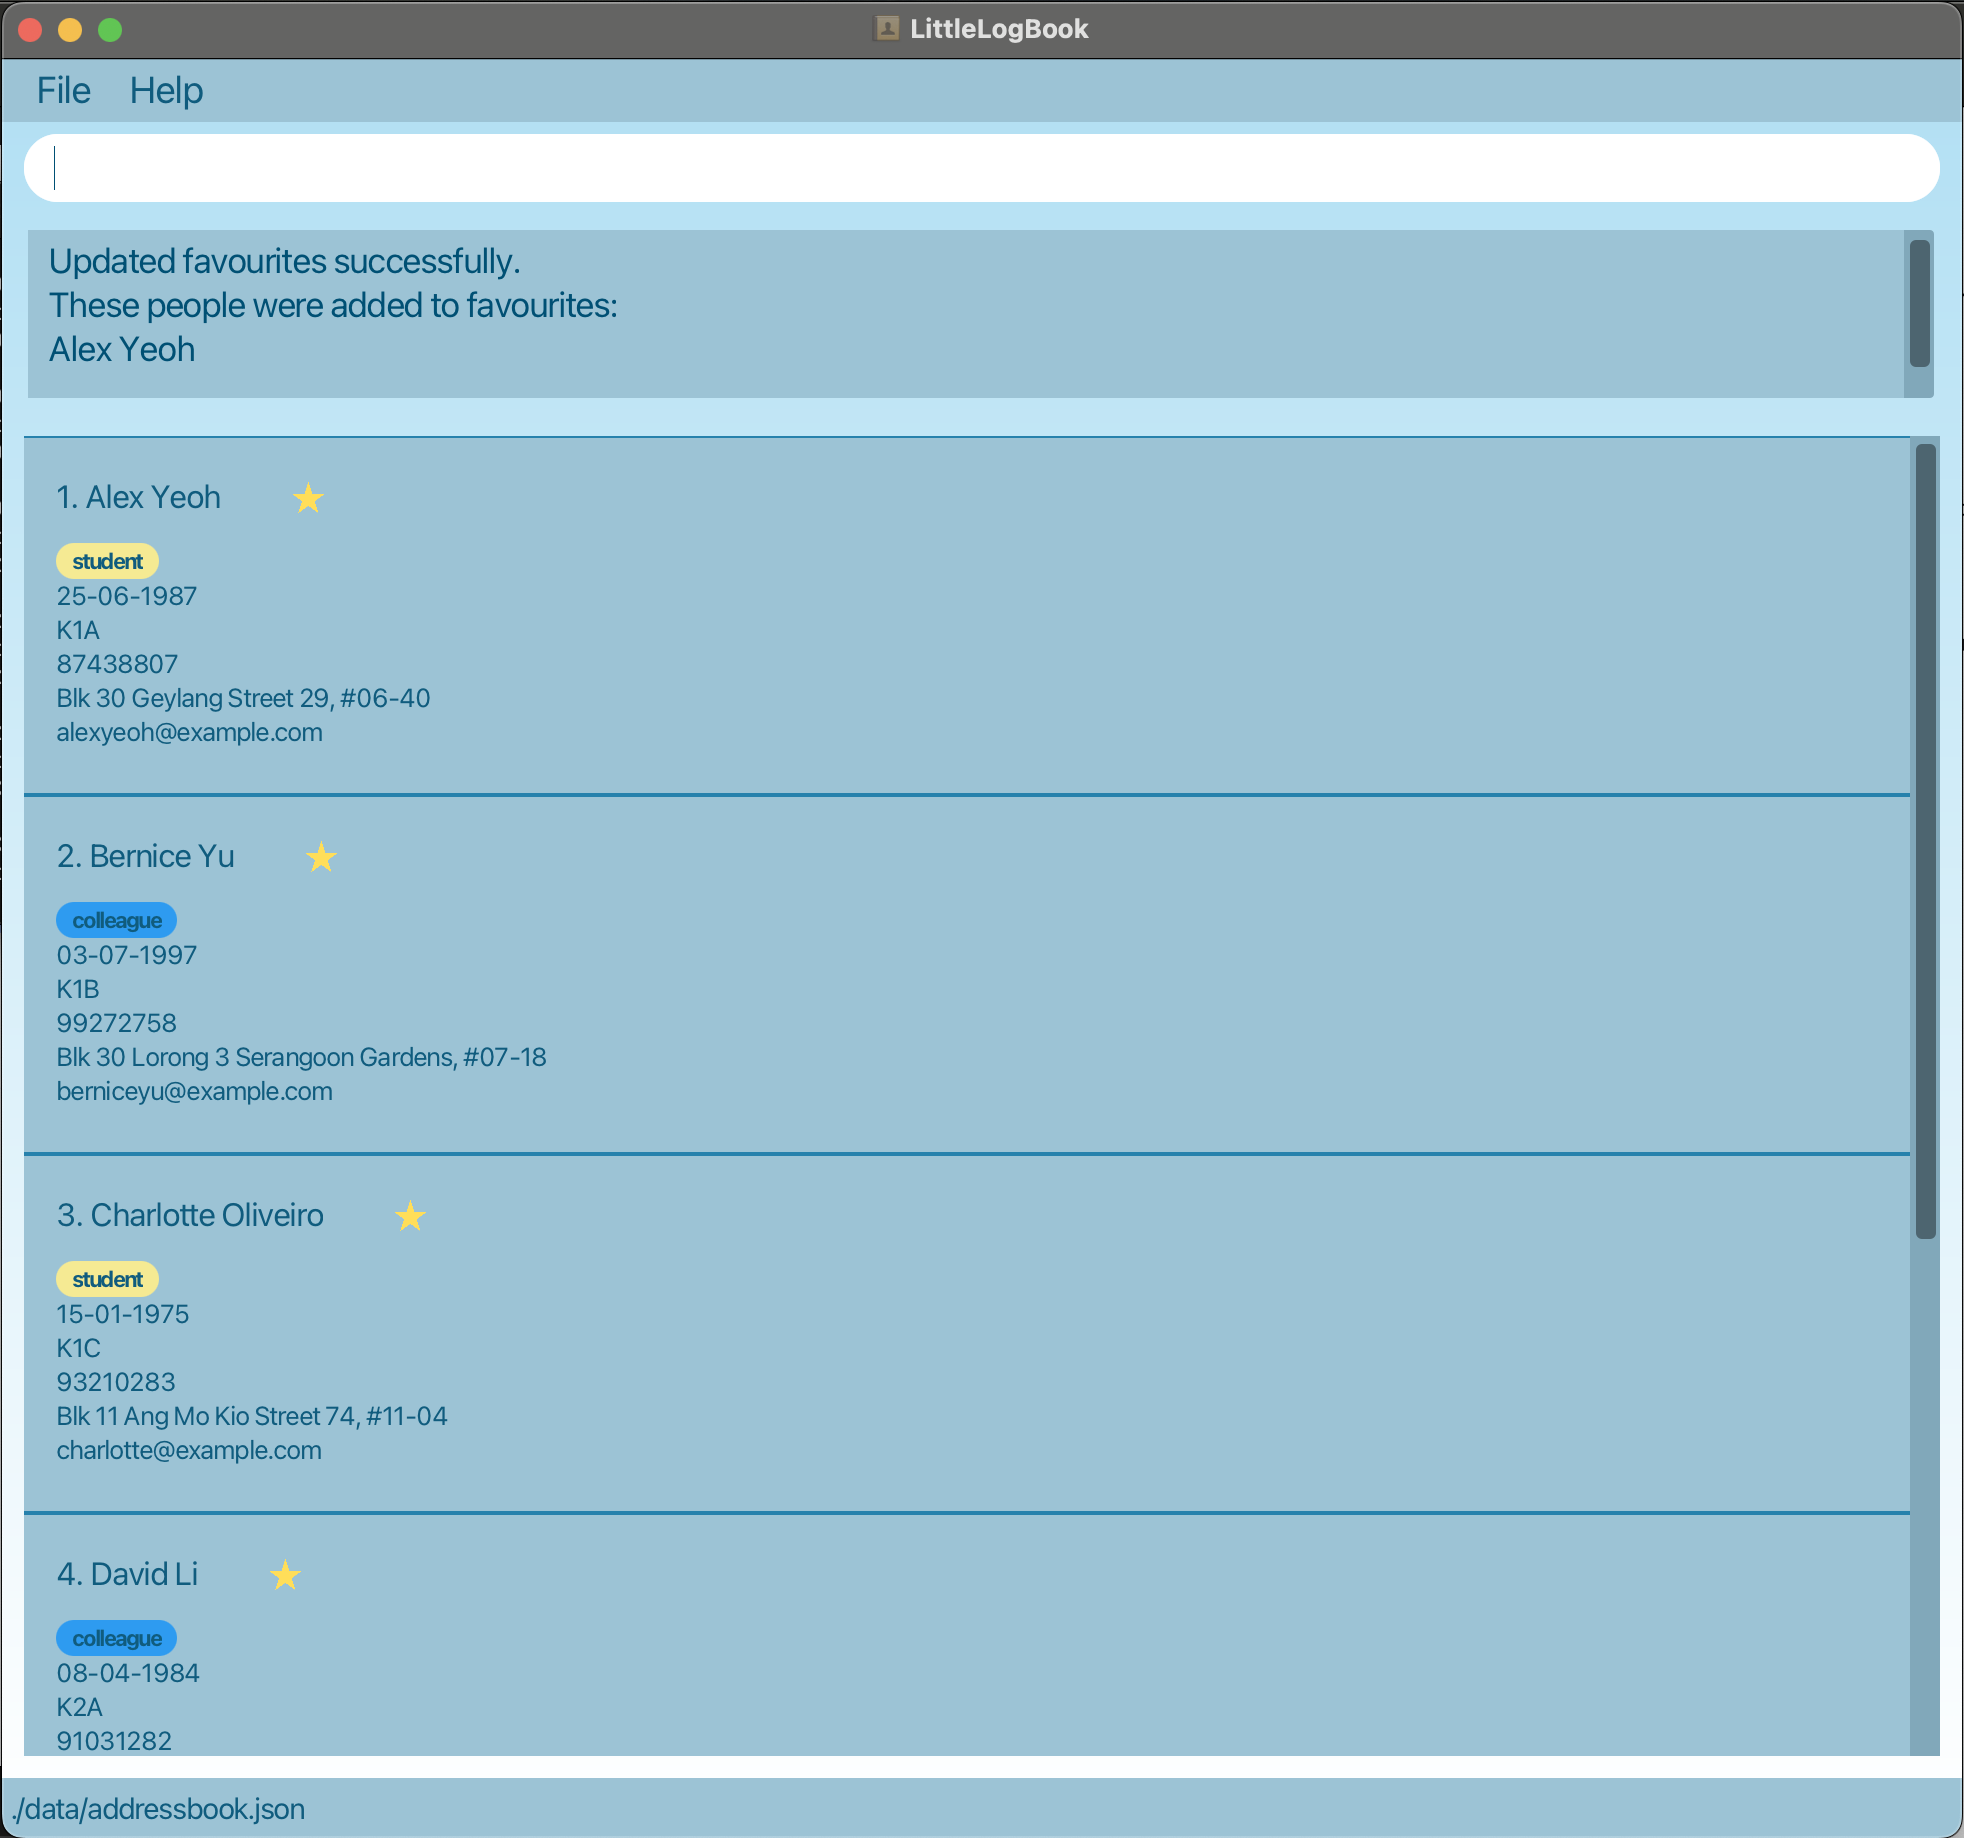 LittleLogBook
File Help
Updated favourites successfully.
These people were added to favourites:
Alex Yeoh
1. Alex Yeoh
student
25-06-1987
K1A
87438807
Blk 30 Geylang Street 29, #06-40
alexyeoh@example.com
2. Bernice Yu
colleague
03-07-1997
K1B
99272758
Blk 30 Lorong 3 Serangoon Gardens, #07-18
berniceyu@example.com
3. Charlotte Oliveiro
student
15-01-1975
K1C
93210283
Blk 11 Ang Mo Kio Street 74, #11-04
charlotte@example.com
4. David Li
colleague
08-04-1984
K2A
91031282
./data/addressbook.json